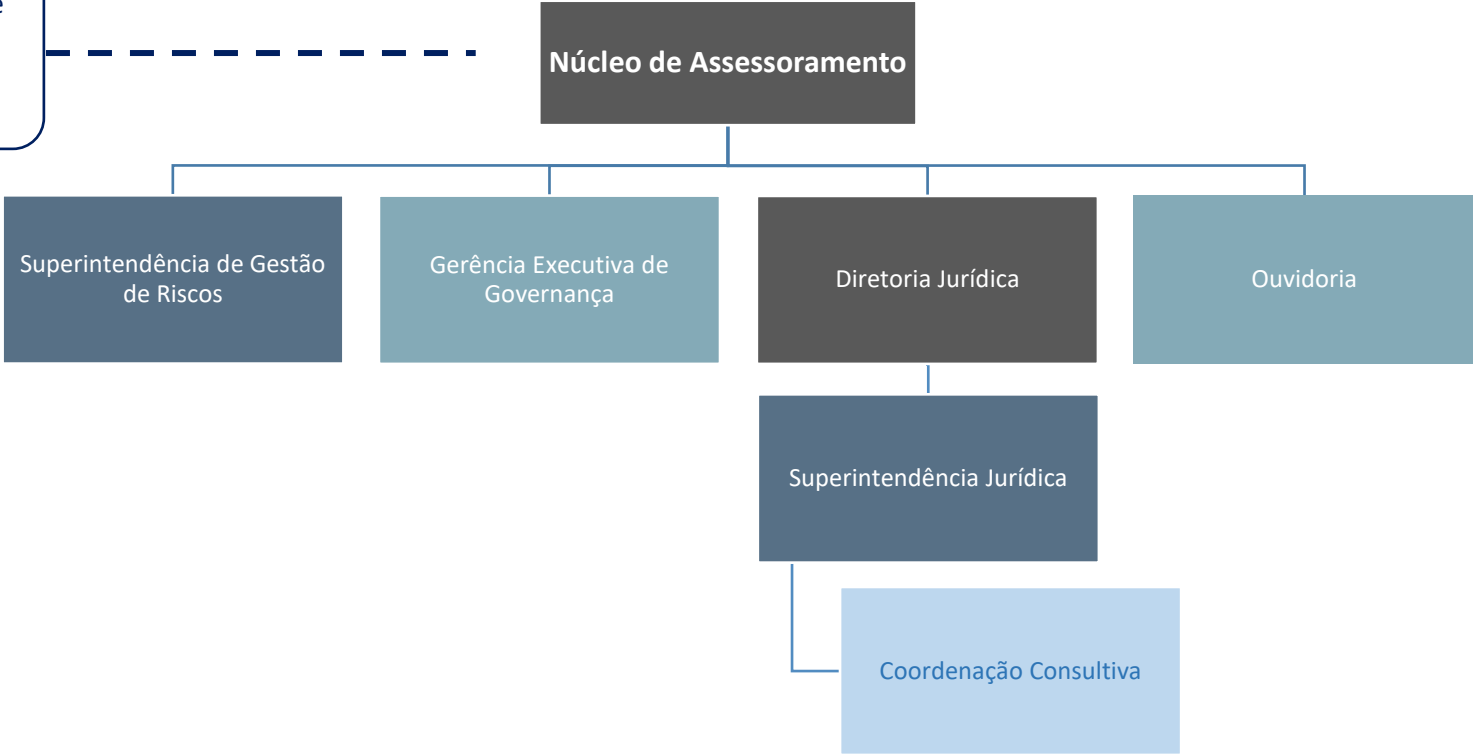 Núcleo de Assessoramento
Superintendência de Gestão
de Riscos
Gerência Executiva de
Governança
Diretoria Jurídica
Ouvidoria
Superintendência Jurídica
Coordenação Consultiva